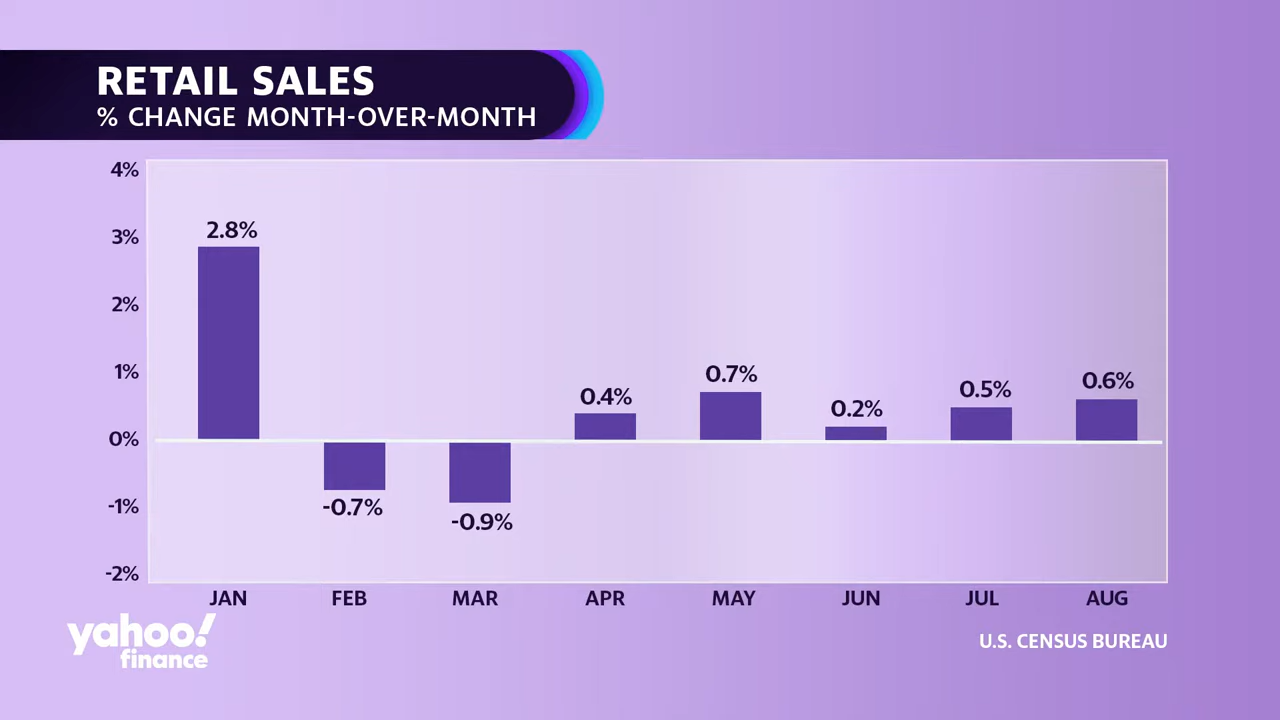 RETAIL SALES
% CHANGE MONTH-OVER-MONTH
4%
3%
2%
1%
0%
-1%
-2%
2.8%
-0.7%
-0.9%
0.4%
0.7%
0.2%
0.5%
0.6%
JAN FEB MAR APR MAY JUN JUL AUG
yahoo!
finance
U.S. CENSUS BUREAU